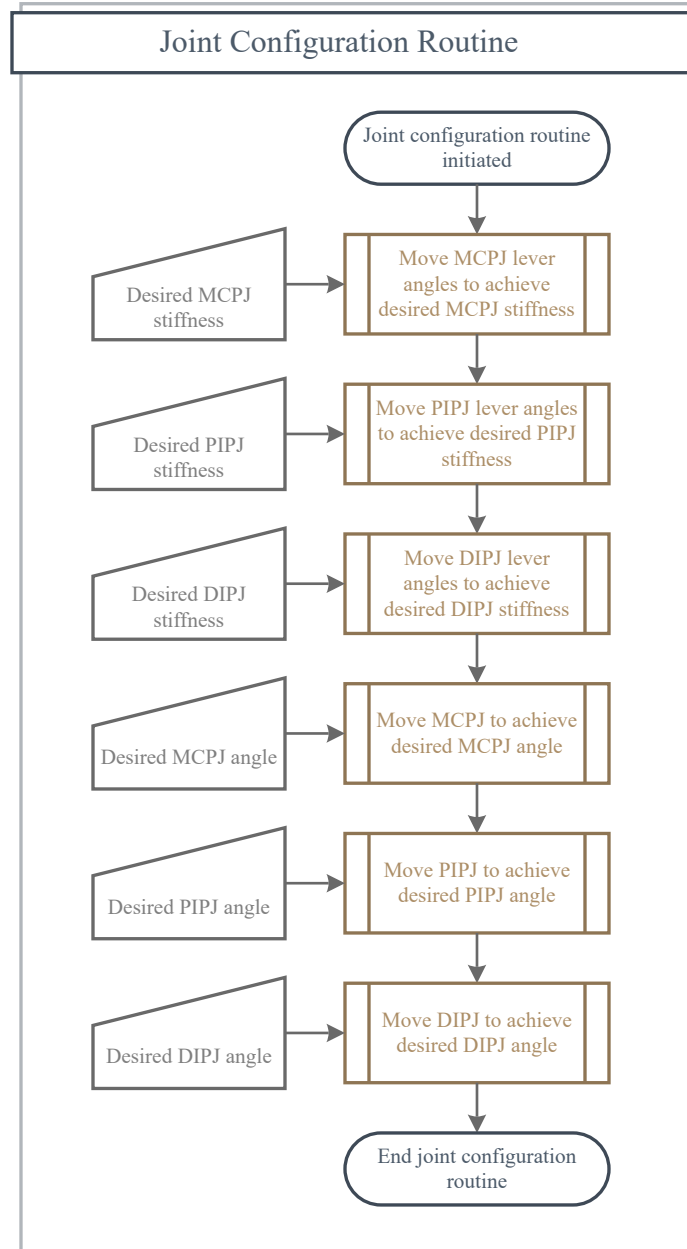 Joint Configuration Routine
Joint configuration routine
initiated
Desired MCPJ
stiffness
Move MCPJ lever
angles to achieve
desired MCPJ stiffness
Desired PIPJ
stiffness
Move PIPJ lever angles
to achieve desired PIPJ
stiffness
Desired DIPJ
stiffness
Move DIPJ lever
angles to achieve
desired DIPJ stiffness
Desired MCPJ angle
Move MCPJ to achieve
desired MCPJ angle
Desired PIPJ angle
Move PIPJ to achieve
desired PIPJ angle
Desired DIPJ angle
Move DIPJ to achieve
desired DIPJ angle
End joint configuration
routine